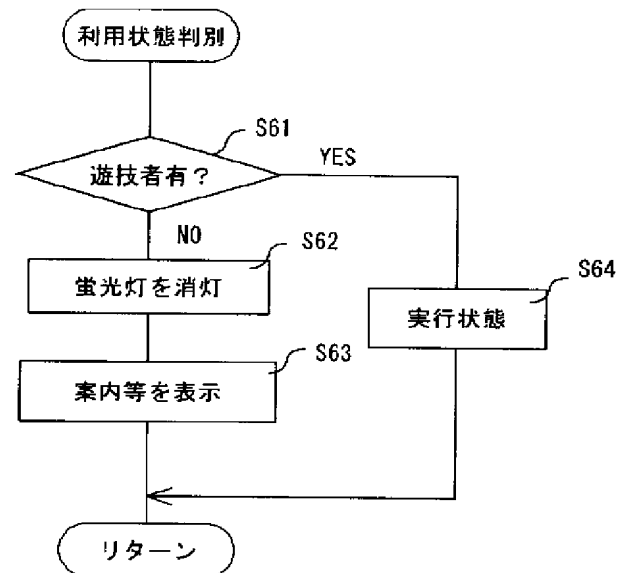 利用状態判別
S61
遊技者有?
YES
NO
S62
蛍光灯を消灯
S64
実行状態
S63
案内等を表示
リターン